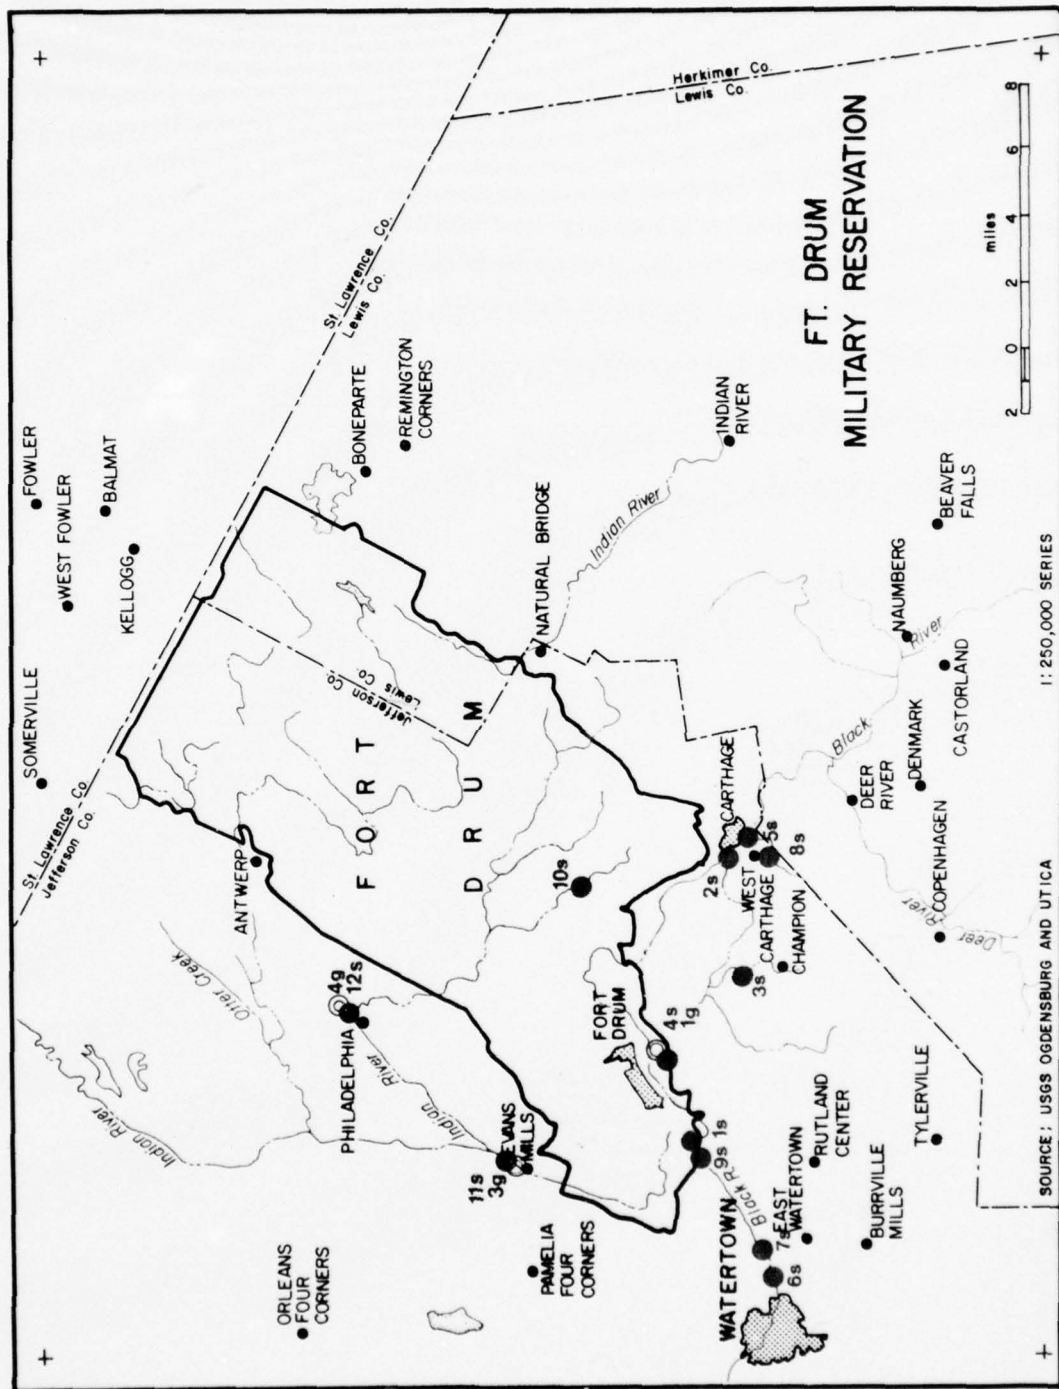 FT. DRUM
MILITARY RESERVATION
miles
2 0 2 4 6 8
1:250,000 SERIES
SOURCE: USGS OGDENSBURG AND UTICA
Herkimer Co.
Lewis Co.
St. Lawrence Co.
Lewis Co.
St. Lawrence Co.
Jefferson Co.
Jefferson Co.
Lewis Co.
FOWLER
WEST FOWLER
BALMAT
KELLOGG
SOMERVILLE
BONEPARTE
REMINGTON
CORNERS
INDIAN
RIVER
Indian River
NATURAL BRIDGE
BEAVER
FALLS
NAUMBERG
River
CASTORLAND
Black
DENMARK
DEER
RIVER
COPENHAGEN
River
Deer
FORT
DRUM
ANTWERP
Otter Creek
4g
12s
PHILADELPHIA
River
Indian
Indian River
EVANS
MILLS
11s
3g
ORLEANS
FOUR
CORNERS
PAMELIA
FOUR
CORNERS
10s
FORT
DRUM
4s
1g
CARTHAGE
2s
5s
8s
WEST
CARTHAGE
3s
CHAMPION
1s
9s
Black R.
WATERTOWN
7s
6s
EAST
WATERTOWN
RUTLAND
CENTER
BURRVILLE
MILLS
TYLERVILLE